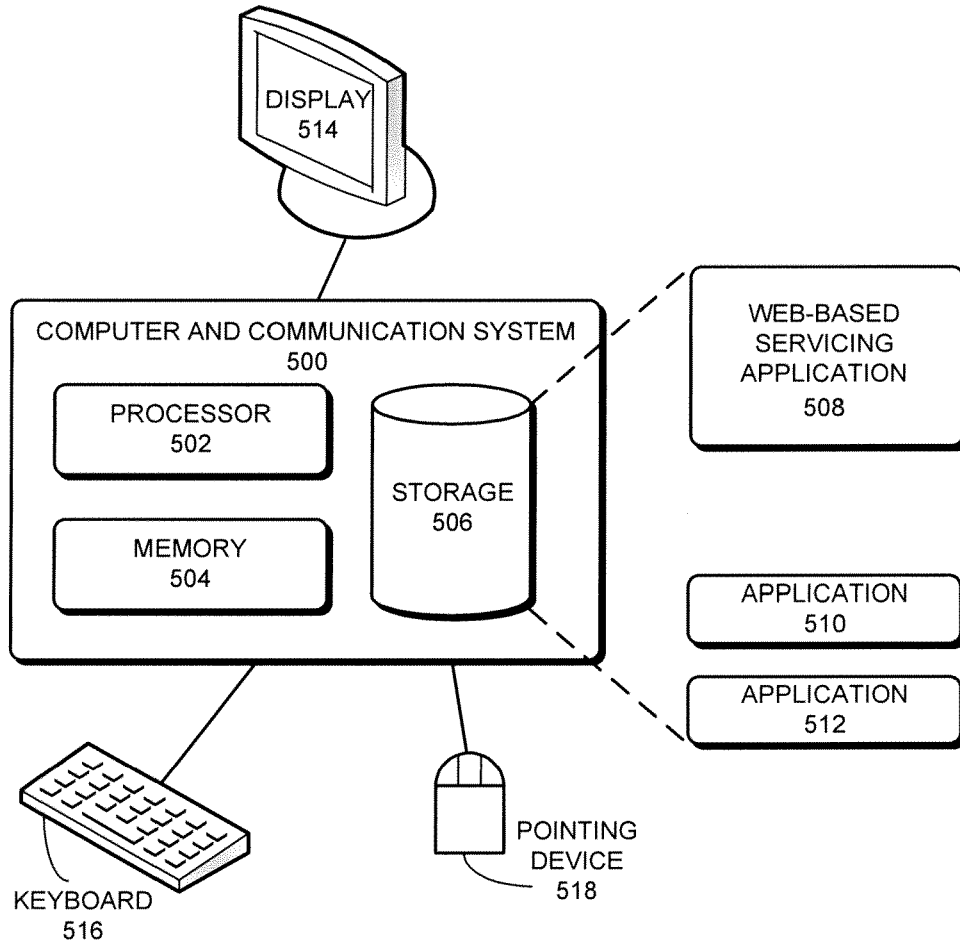 DISPLAY
514
COMPUTER AND COMMUNICATION SYSTEM
500
PROCESSOR
502
MEMORY
504
STORAGE
506
WEB-BASED
SERVICING
APPLICATION
508
APPLICATION
510
APPLICATION
512
KEYBOARD
516
POINTING
DEVICE
518